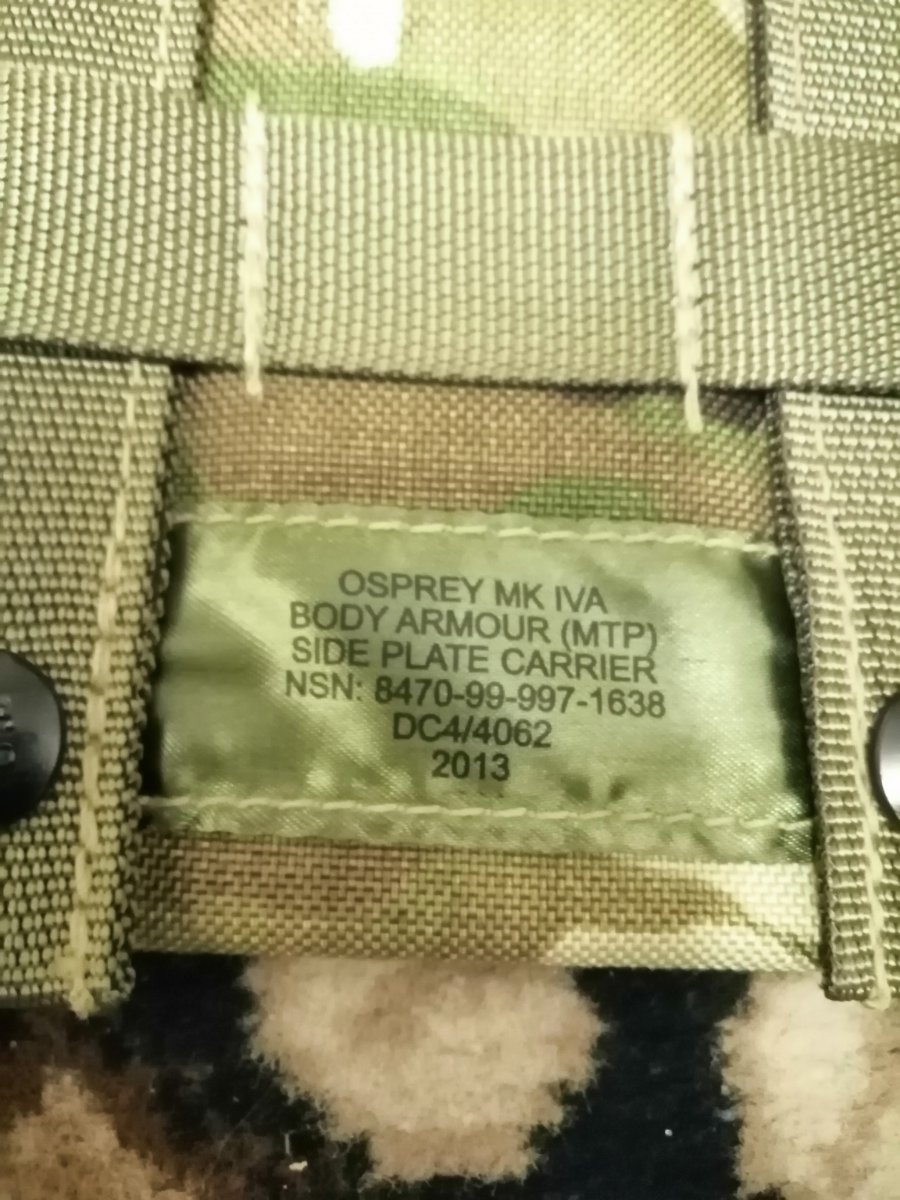 OSPREY MK IVA
BODY ARMOUR (MTP)
SIDE PLATE CARRIER
NSN: 8470-99-997-1638
DC4/4062
2013